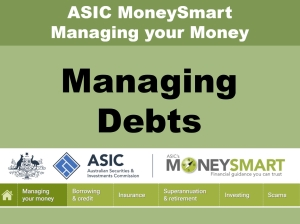 ASIC MoneySmart
Managing your Money
Managing
Debts
ASIC
Australian Securities &
Investments Commission
ASIC's
MONEYSMART
Financial guidance you can trust
Managing
your money
Borrowing
& credit
Insurance
Superannuation
& retirement
Investing
Scams